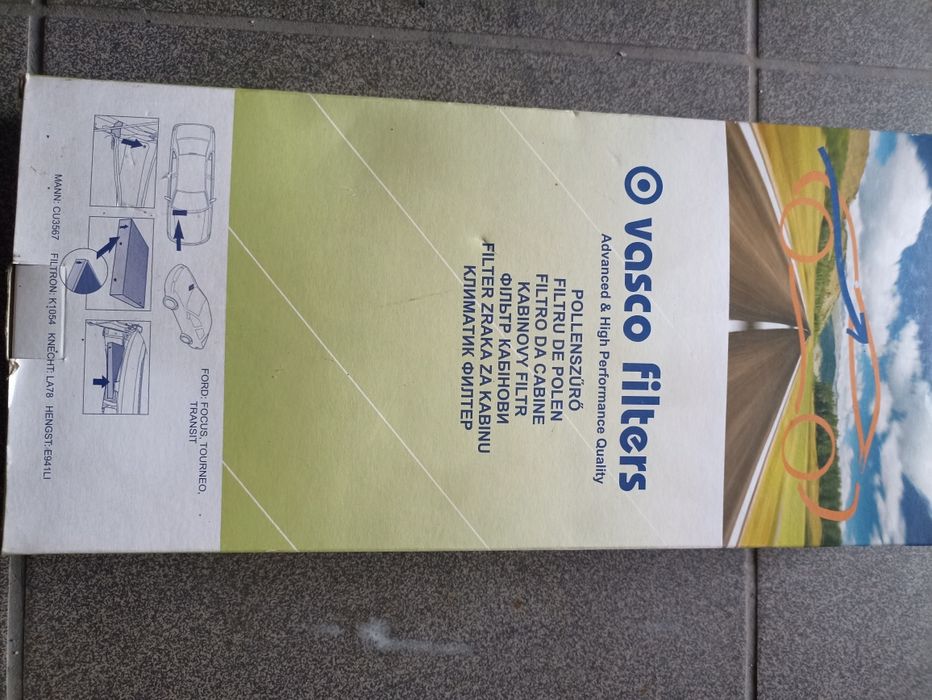 vasco filters
Advanced & High Performance Quality
POLLENSZŰRŐ
FILTRU DE POLEN
FILTRO DA CABINE
KABINOVY FILTR
ФІЛЬТР КАБІНОВИ
FILTER ZRAKA ZA KABINU
КЛИМАТИК ФИЛТЕР
FORD: FOCUS, TOURNEO,
TRANSIT
MANN: CU3567 FILTRON: K1054 KNECHT: LA78 HENGST: E941LI